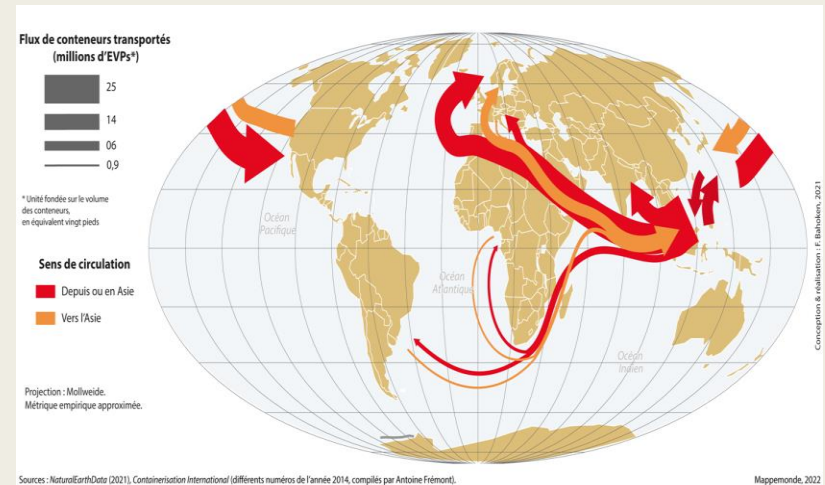 Flux de conteneurs transportés
(millions d'EVPs*)
25
14
06
0,9
* Unité fondée sur le volume
des conteneurs,
en équivalent vingt pieds
Sens de circulation
Depuis ou en Asie
Vers l'Asie
Projection : Mollweide.
Métrique empirique approximée.
Océan
Pacifique
Océan
Atlantique
Océan
Indien
Conception & réalisation : F. Bahoken, 2021
Sources : NaturalEarthData (2021), Containerisation International (différents numéros de l'année 2014, compilés par Antoine Frémont).
Mappemonde, 2022